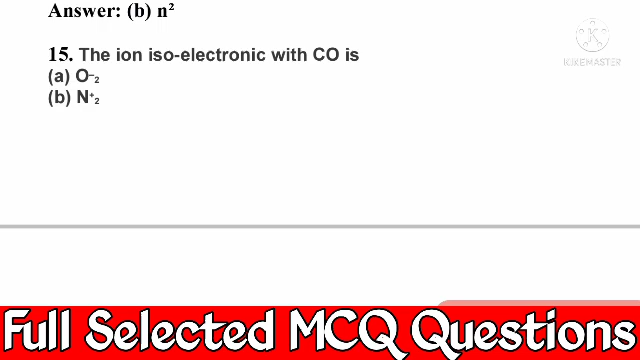 Answer: (b) n²
15. The ion iso-electronic with CO is
(a) O⁻₂
(b) N⁺₂
KINEMASTER
Full Selected MCQ Questions